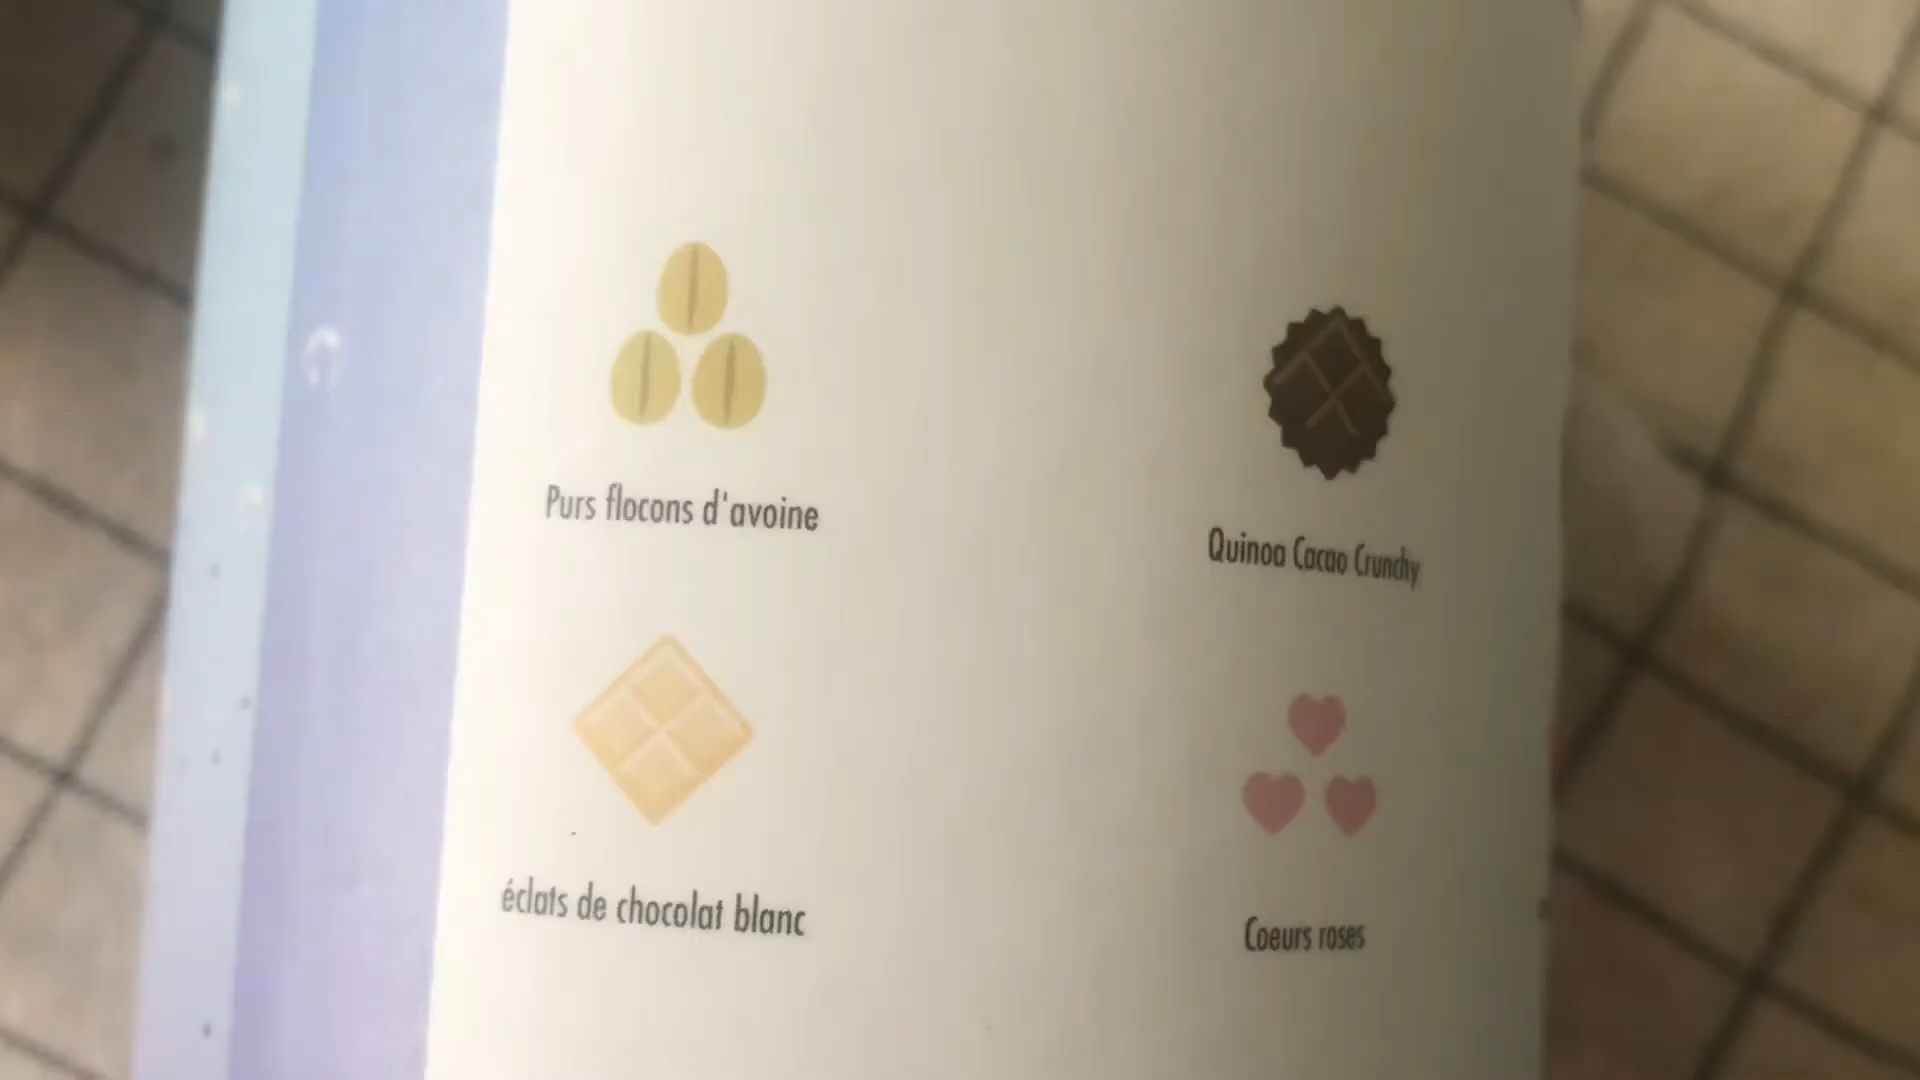 Purs flocons d'avoine
Quinoa Cacao Crunchy
éclats de chocolat blanc
Coeurs roses